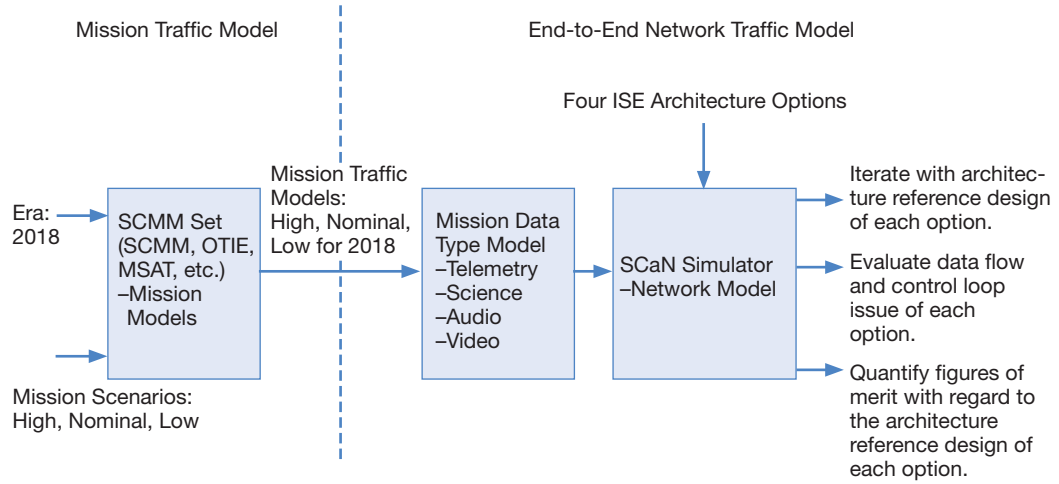 Mission Traffic Model
End-to-End Network Traffic Model
Four ISE Architecture Options
Era:
2018
Mission Scenarios:
High, Nominal, Low
SCMM Set
(SCMM, OTIE,
MSAT, etc.)
–Mission
Models
Mission Traffic
Models:
High, Nominal,
Low for 2018
Mission Data
Type Model
–Telemetry
–Science
–Audio
–Video
SCaN Simulator
–Network Model
Iterate with architec-
ture reference design
of each option.
Evaluate data flow
and control loop
issue of each
option.
Quantify figures of
merit with regard to
the architecture
reference design of
each option.